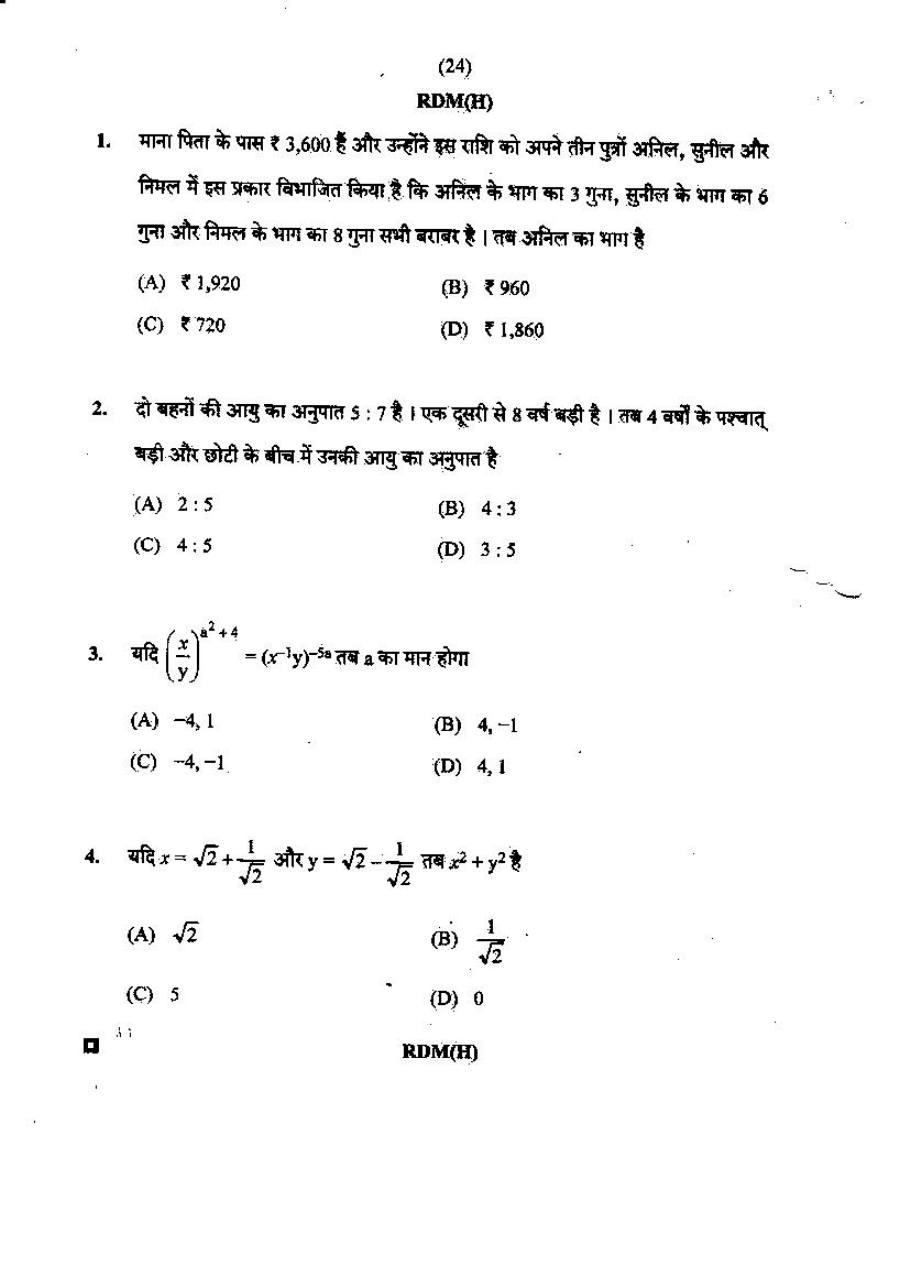 (24)
RDM(H)
1. माना पिता के पास ₹ 3,600 हैं और उन्होंने इस राशि को अपने तीन पुत्रों अनिल, सुनील और
निमल में इस प्रकार विभाजित किया है कि अनिल के भाग का 3 गुना, सुनील के भाग का 6
गुना और निमल के भाग का 8 गुना सभी बराबर है । तब अनिल का भाग है
(A) ₹ 1,920 (B) ₹ 960
(C) ₹ 720 (D) ₹ 1,860
2. दो बहनों की आयु का अनुपात 5 : 7 है । एक दूसरी से 8 वर्ष बड़ी है । तब 4 वर्षों के पश्चात्
बड़ी और छोटी के बीच में उनकी आयु का अनुपात है
(A) 2 : 5 (B) 4 : 3
(C) 4 : 5 (D) 3 : 5
3. यदि (x/y)^(a² + 4) = (x⁻¹y)⁻⁵ᵃ तब a का मान होगा
(A) –4, 1 (B) 4, –1
(C) –4, –1 (D) 4, 1
4. यदि x = √2 + 1/√2 और y = √2 – 1/√2 तब x² + y² है
(A) √2 (B) 1/√2
(C) 5 (D) 0
RDM(H)